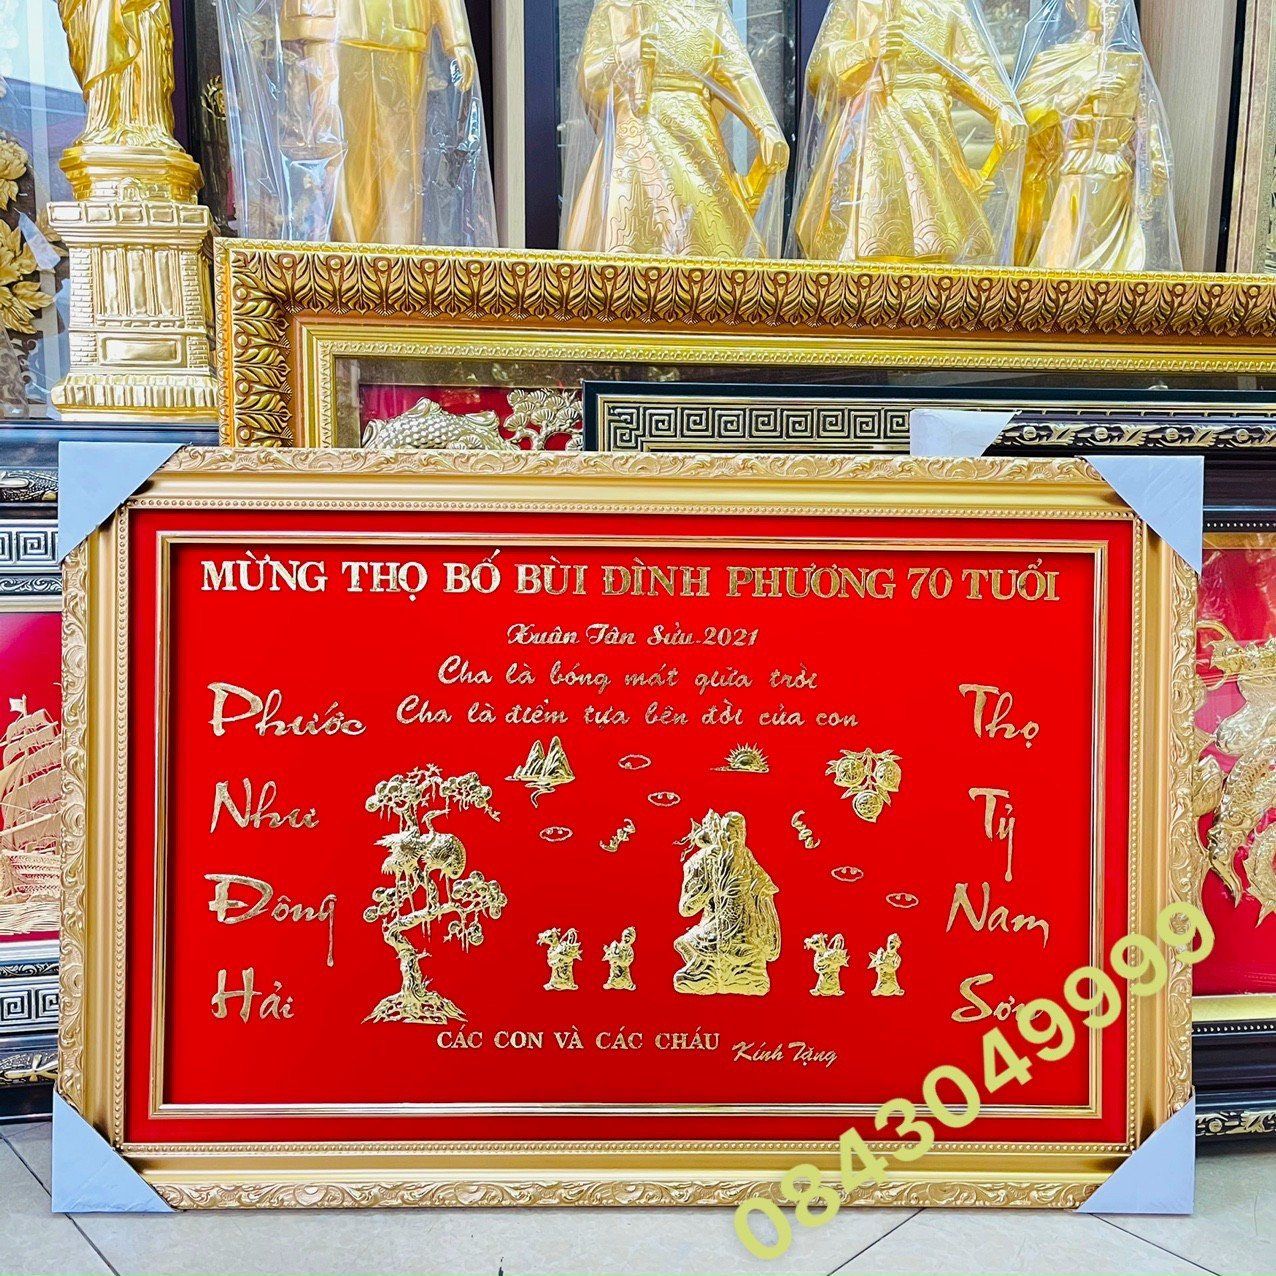 MỪNG THỌ BỐ BÙI ĐÌNH PHƯƠNG 70 TUỔI
Xuân Tân Sửu-2021
Cha là bóng mát giữa trời
Cha là điểm tựa bên đời của con
Phước
Như
Đông
Hải
Thọ
Tỷ
Nam
Sơn
CÁC CON VÀ CÁC CHÁU
Kính Tặng
0843049999